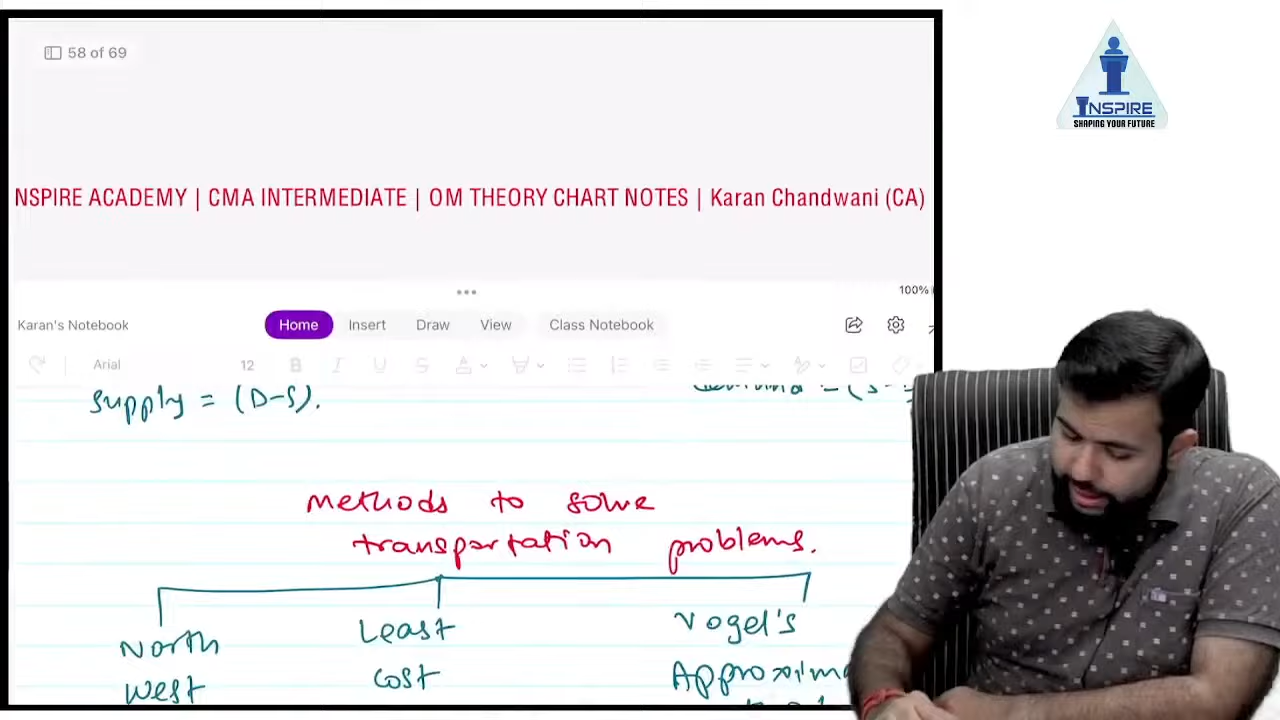 58 of 69
NSPIRE ACADEMY | CMA INTERMEDIATE | OM THEORY CHART NOTES | Karan Chandwani (CA)
100%
Karan's Notebook
Home
Insert
Draw
View
Class Notebook
Arial
12
supply = (D-S).
methods to solve
transportation problems.
North
West
Least
Cost
Vogel's
Approxima
INSPIRE
SHAPING YOUR FUTURE